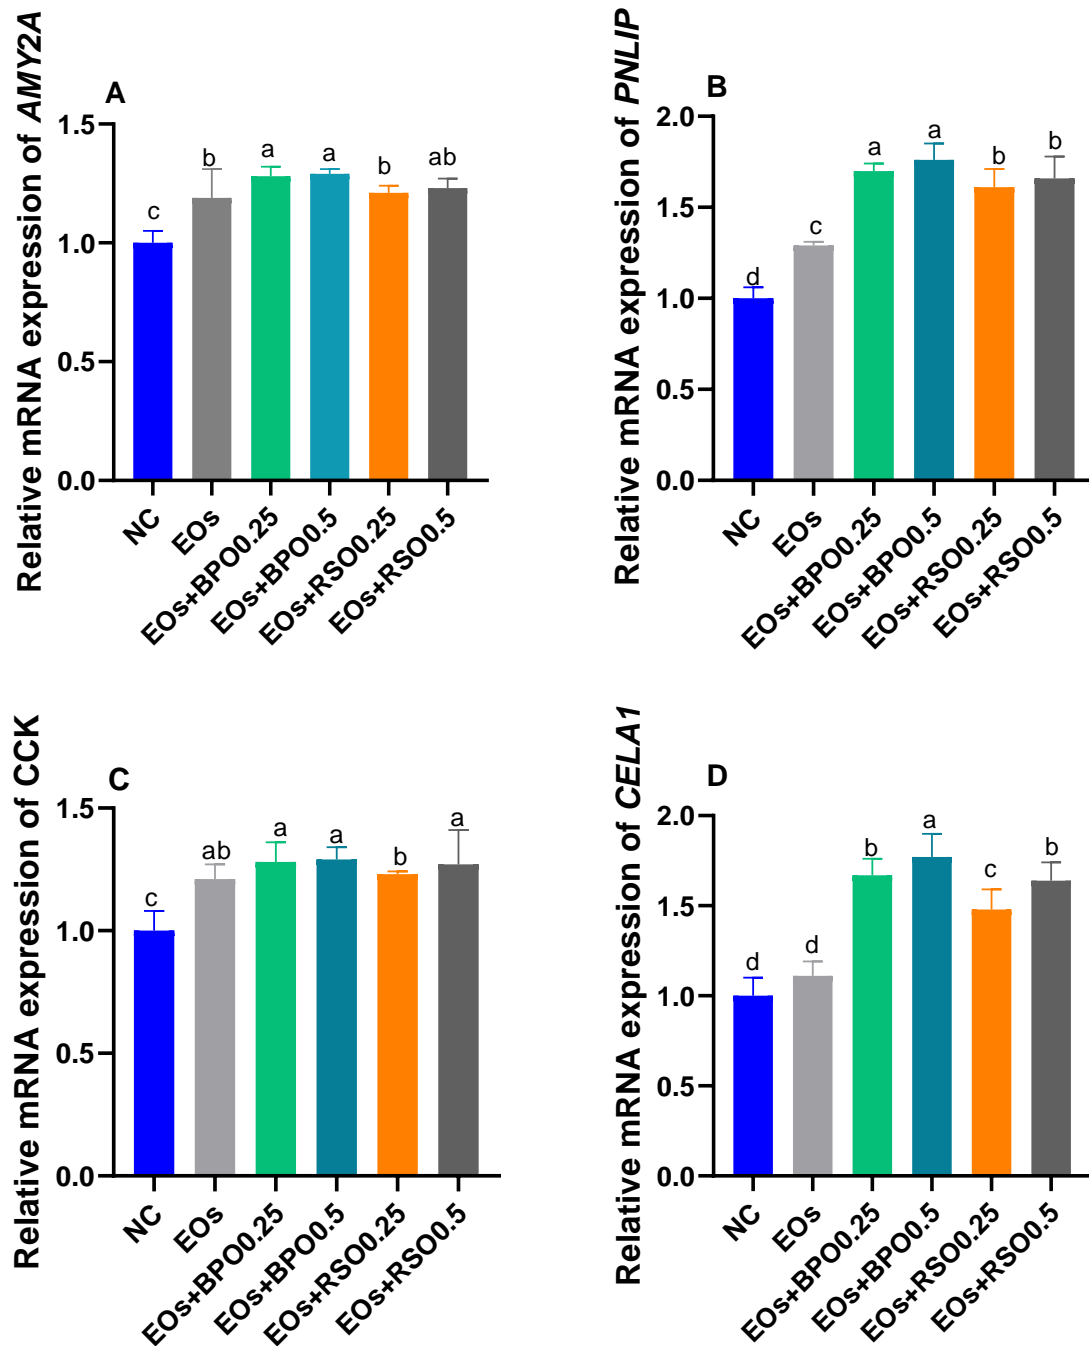 A
Relative mRNA expression of AMY2A
1.5
1.0
0.5
0.0
c
b
a
a
b
ab
NC
EOs
EOs+BPO0.25
EOs+BPO0.5
EOs+RSO0.25
EOs+RSO0.5
B
Relative mRNA expression of PNLIP
2.0
1.5
1.0
0.5
0.0
d
c
a
a
b
b
NC
EOs
EOs+BPO0.25
EOs+BPO0.5
EOs+RSO0.25
EOs+RSO0.5
C
Relative mRNA expression of CCK
1.5
1.0
0.5
0.0
c
ab
a
a
b
a
NC
EOs
EOs+BPO0.25
EOs+BPO0.5
EOs+RSO0.25
EOs+RSO0.5
D
Relative mRNA expression of CELA1
2.0
1.5
1.0
0.5
0.0
d
d
b
a
c
b
NC
EOs
EOs+BPO0.25
EOs+BPO0.5
EOs+RSO0.25
EOs+RSO0.5